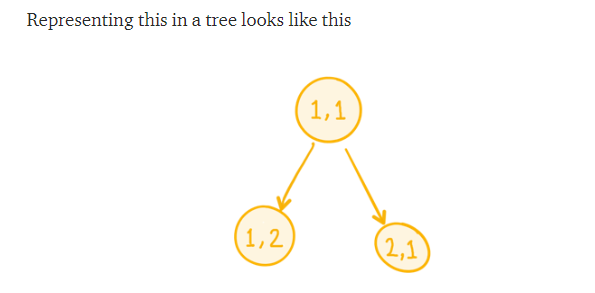 Representing this in a tree looks like this
1,1
1,2
2,1